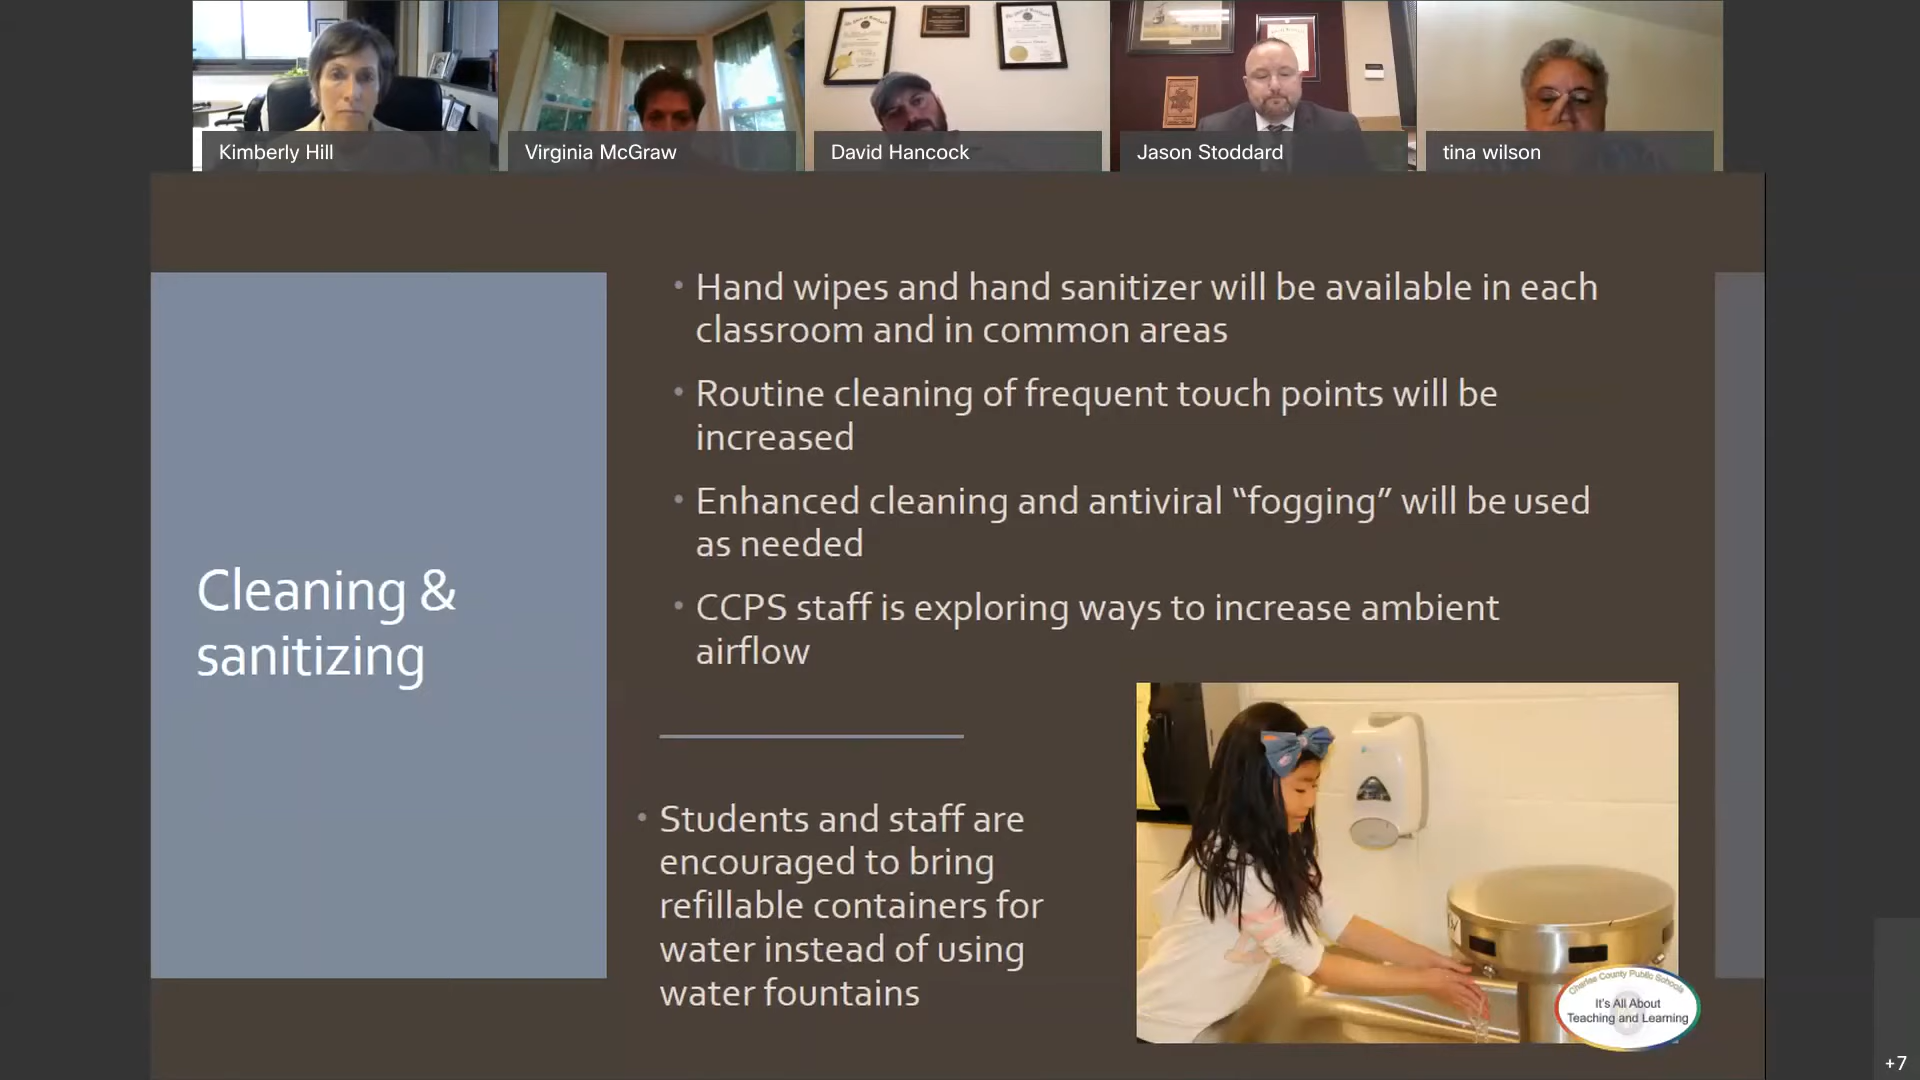 Kimberly Hill
Virginia McGraw
David Hancock
Jason Stoddard
tina wilson
Cleaning &
sanitizing
• Hand wipes and hand sanitizer will be available in each
classroom and in common areas
• Routine cleaning of frequent touch points will be
increased
• Enhanced cleaning and antiviral “fogging” will be used
as needed
• CCPS staff is exploring ways to increase ambient
airflow
• Students and staff are
encouraged to bring
refillable containers for
water instead of using
water fountains
Charles County Public Schools
It's All About
Teaching and Learning
+7